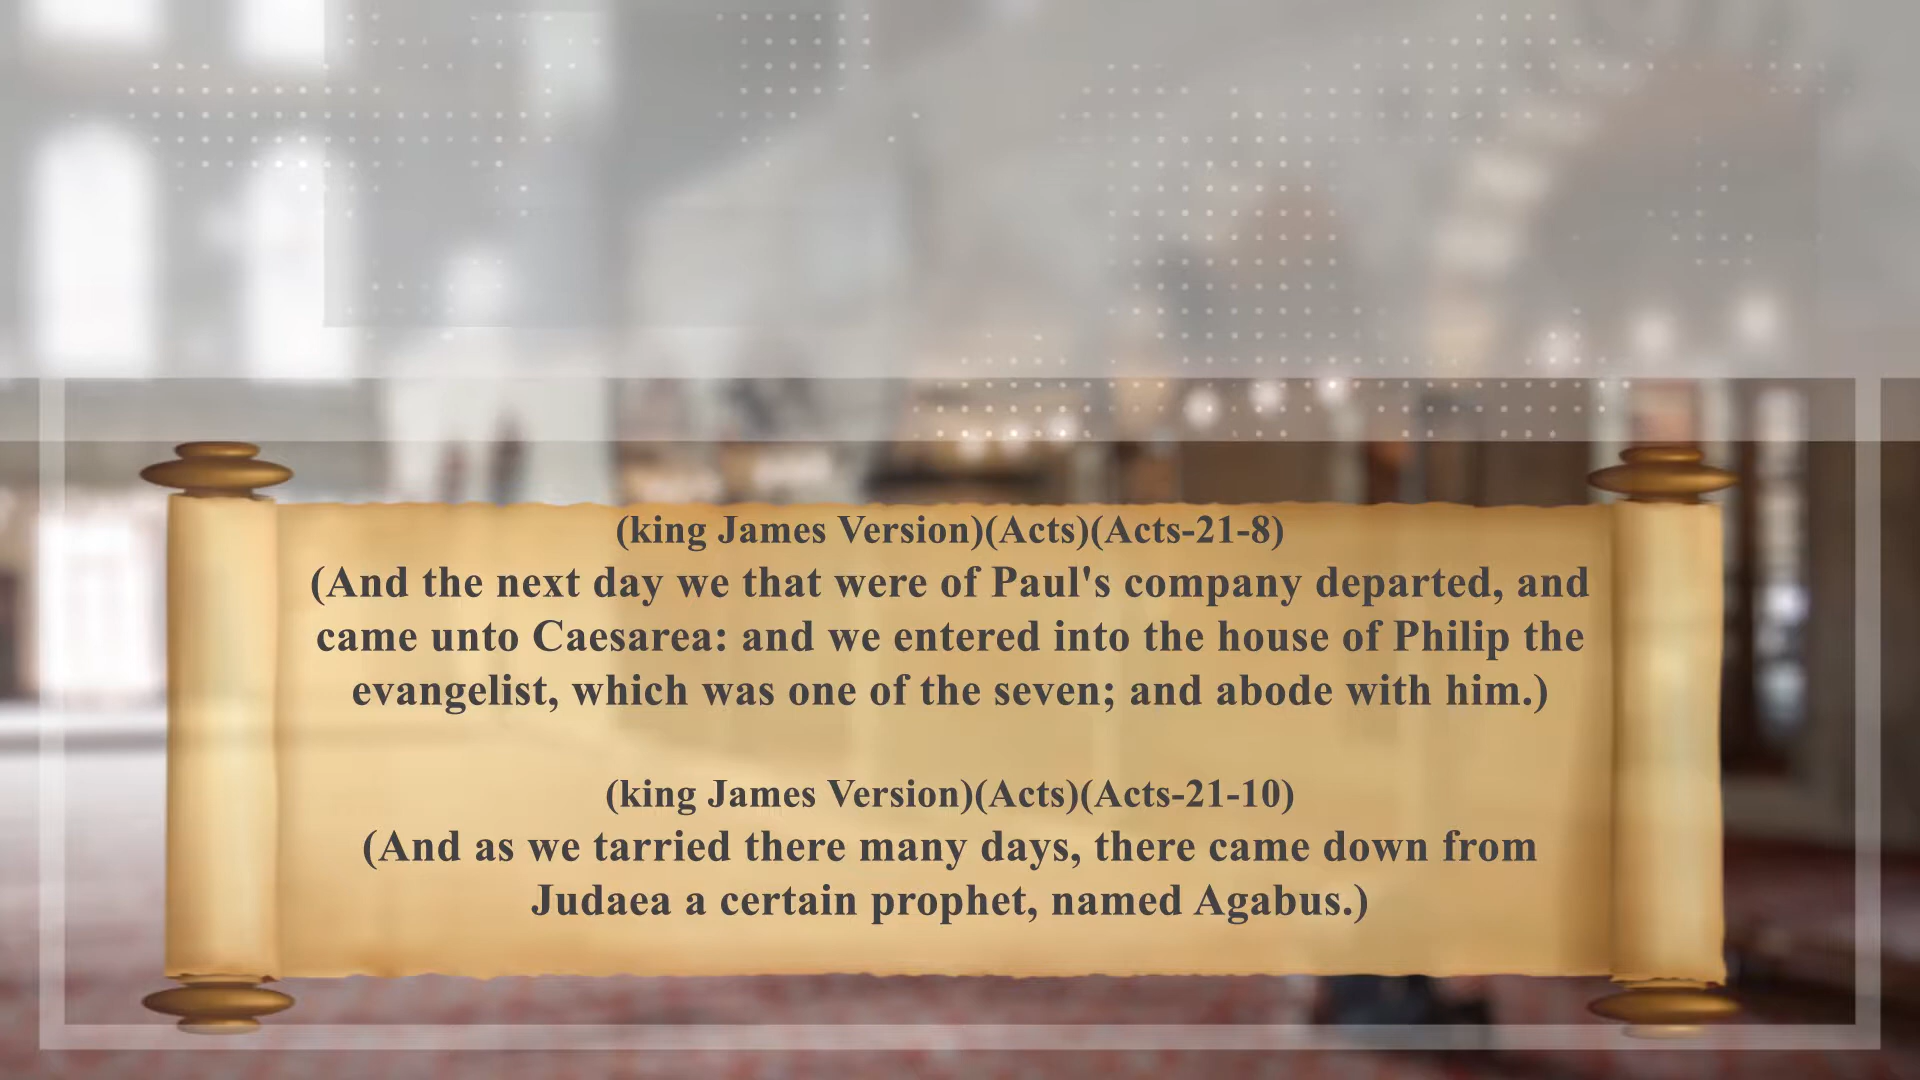 (king James Version)(Acts)(Acts-21-8)
(And the next day we that were of Paul's company departed, and
came unto Caesarea: and we entered into the house of Philip the
evangelist, which was one of the seven; and abode with him.)
(king James Version)(Acts)(Acts-21-10)
(And as we tarried there many days, there came down from
Judaea a certain prophet, named Agabus.)